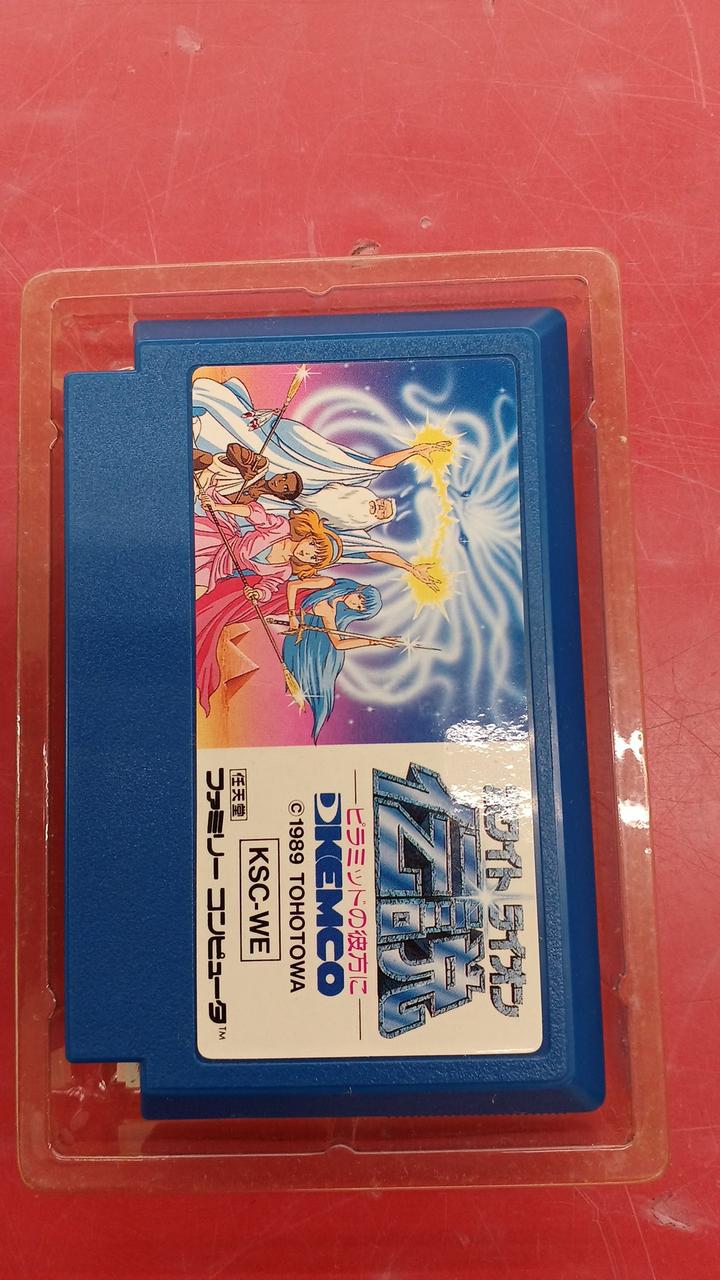 ホワイト ライオン
伝説
ピラミッドの彼方に
KEMCO
©1989 TOHOTOWA
KSC-WE
任天堂
ファミリー コンピュータ™